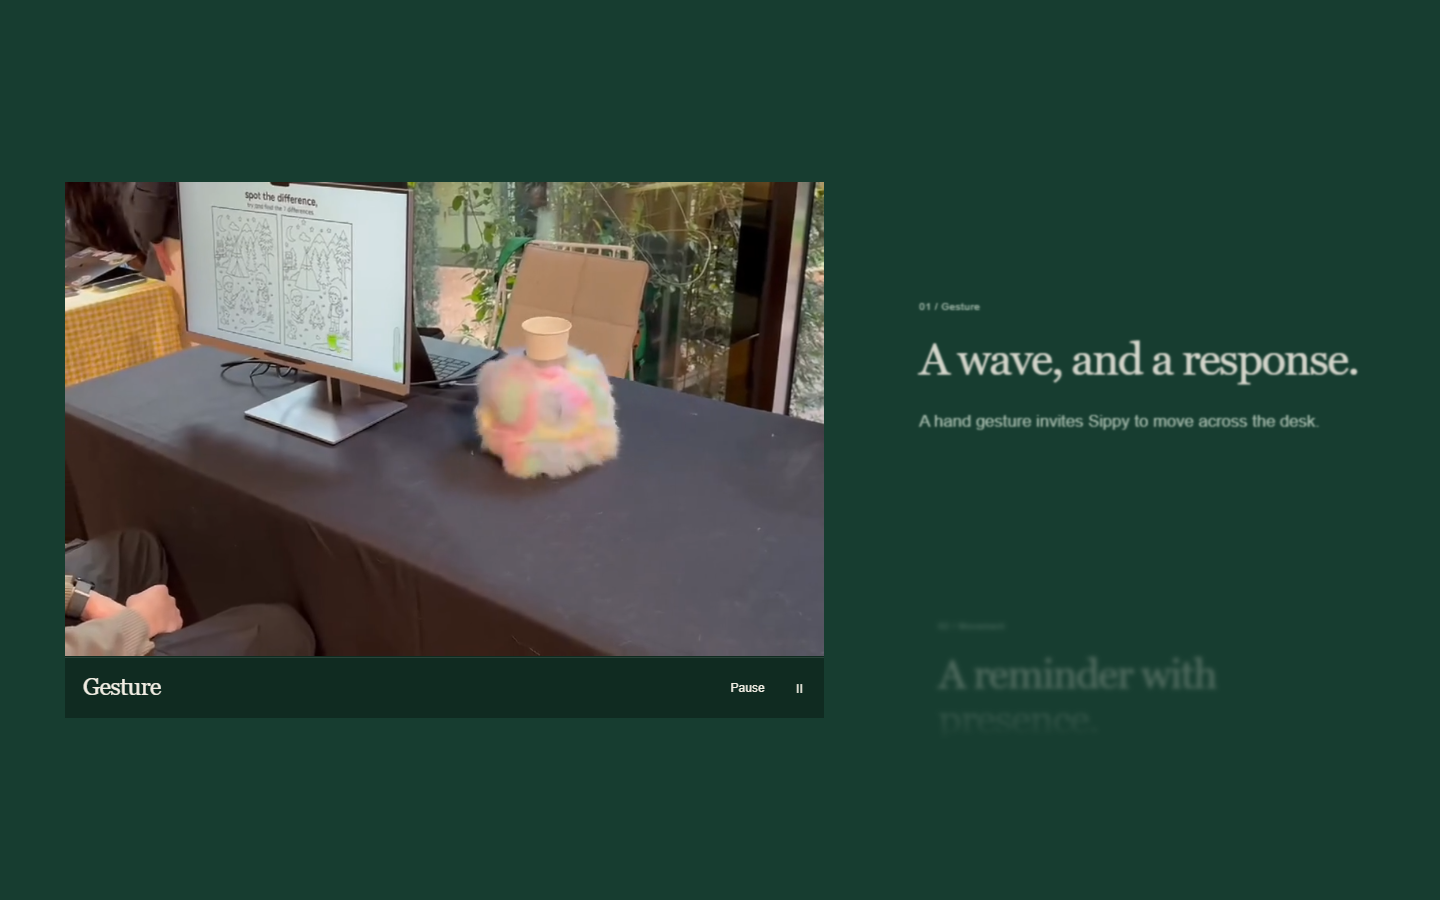 spot the difference,
Gesture
Pause
01 / Gesture
A wave, and a response.
A hand gesture invites Sippy to move across the desk.
A reminder with
presence.